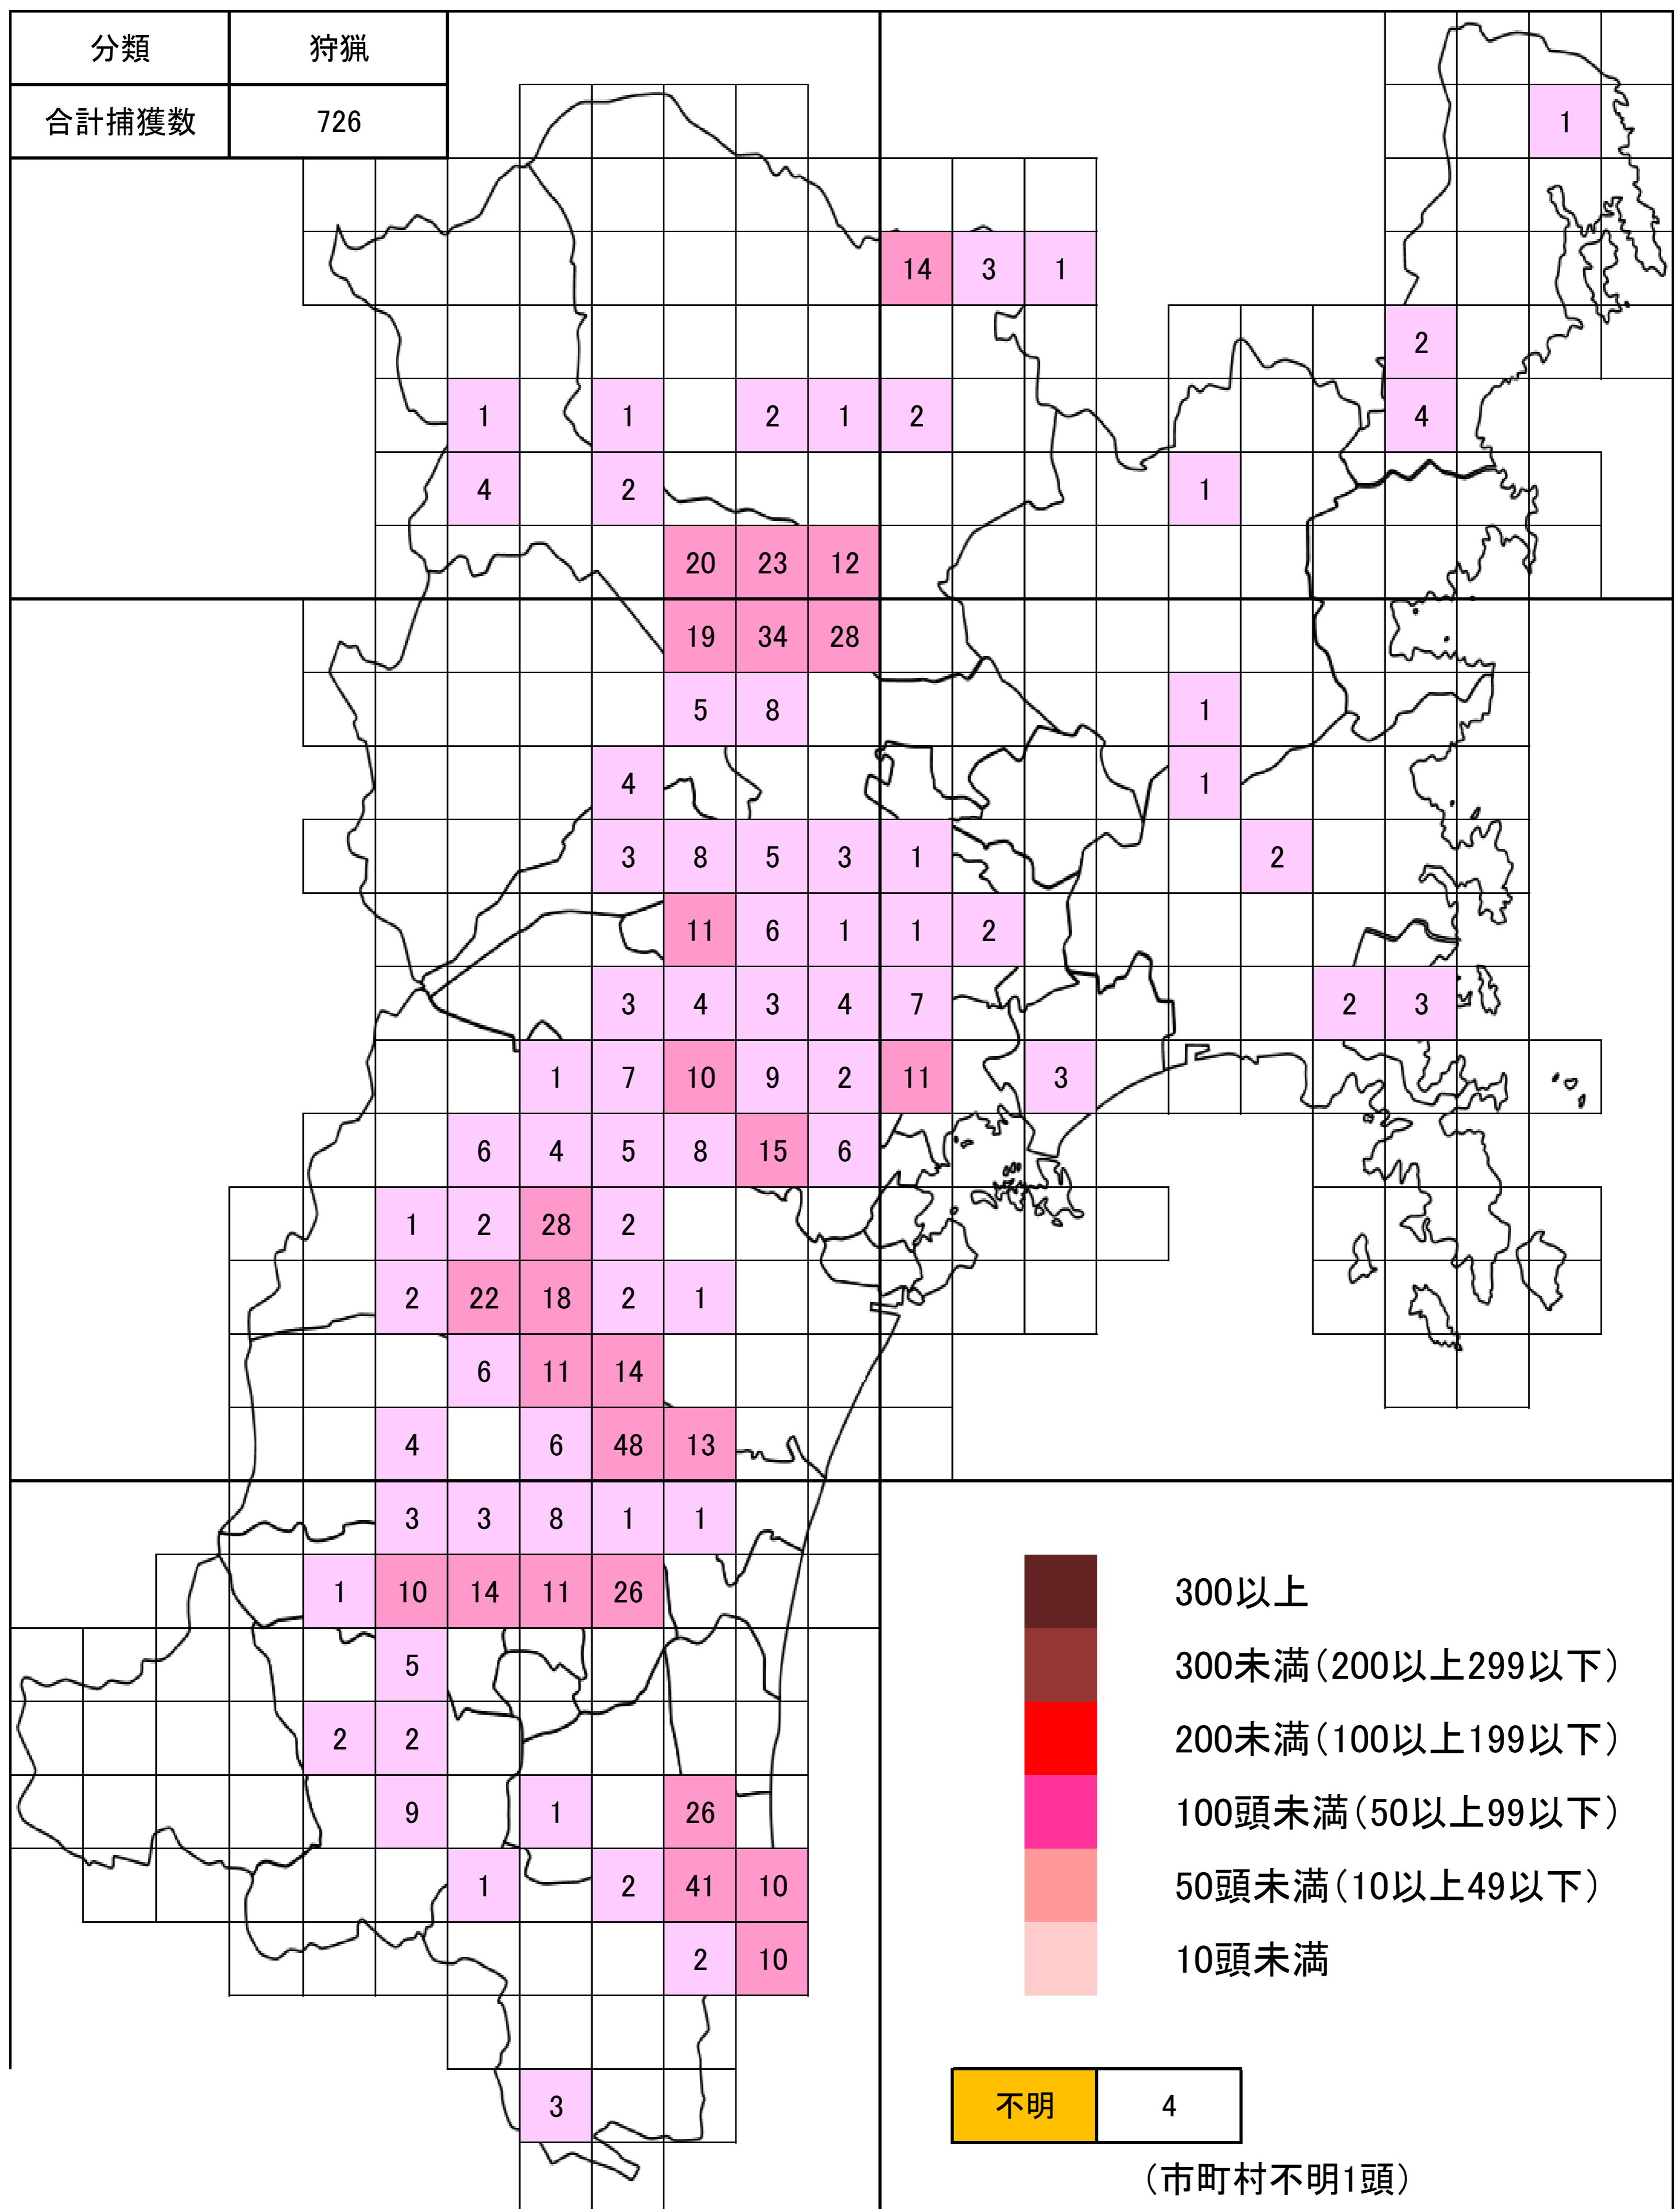 分類 狩猟
合計捕獲数 726
1
14 3 1
2
1 1 2 1 2 4
4 2 1
20 23 12
19 34 28
5 8 1
4 1
3 8 5 3 1 2
11 6 1 1 2
3 4 3 4 7 2 3
1 7 10 9 2 11 3
6 4 5 8 15 6
1 2 28 2
2 22 18 2 1
6 11 14
4 6 48 13
3 3 8 1 1
1 10 14 11 26
5
2 2
9 1 26
1 2 41 10
2 10
3
300以上
300未満(200以上299以下)
200未満(100以上199以下)
100頭未満(50以上99以下)
50頭未満(10以上49以下)
10頭未満
不明 4
(市町村不明1頭)